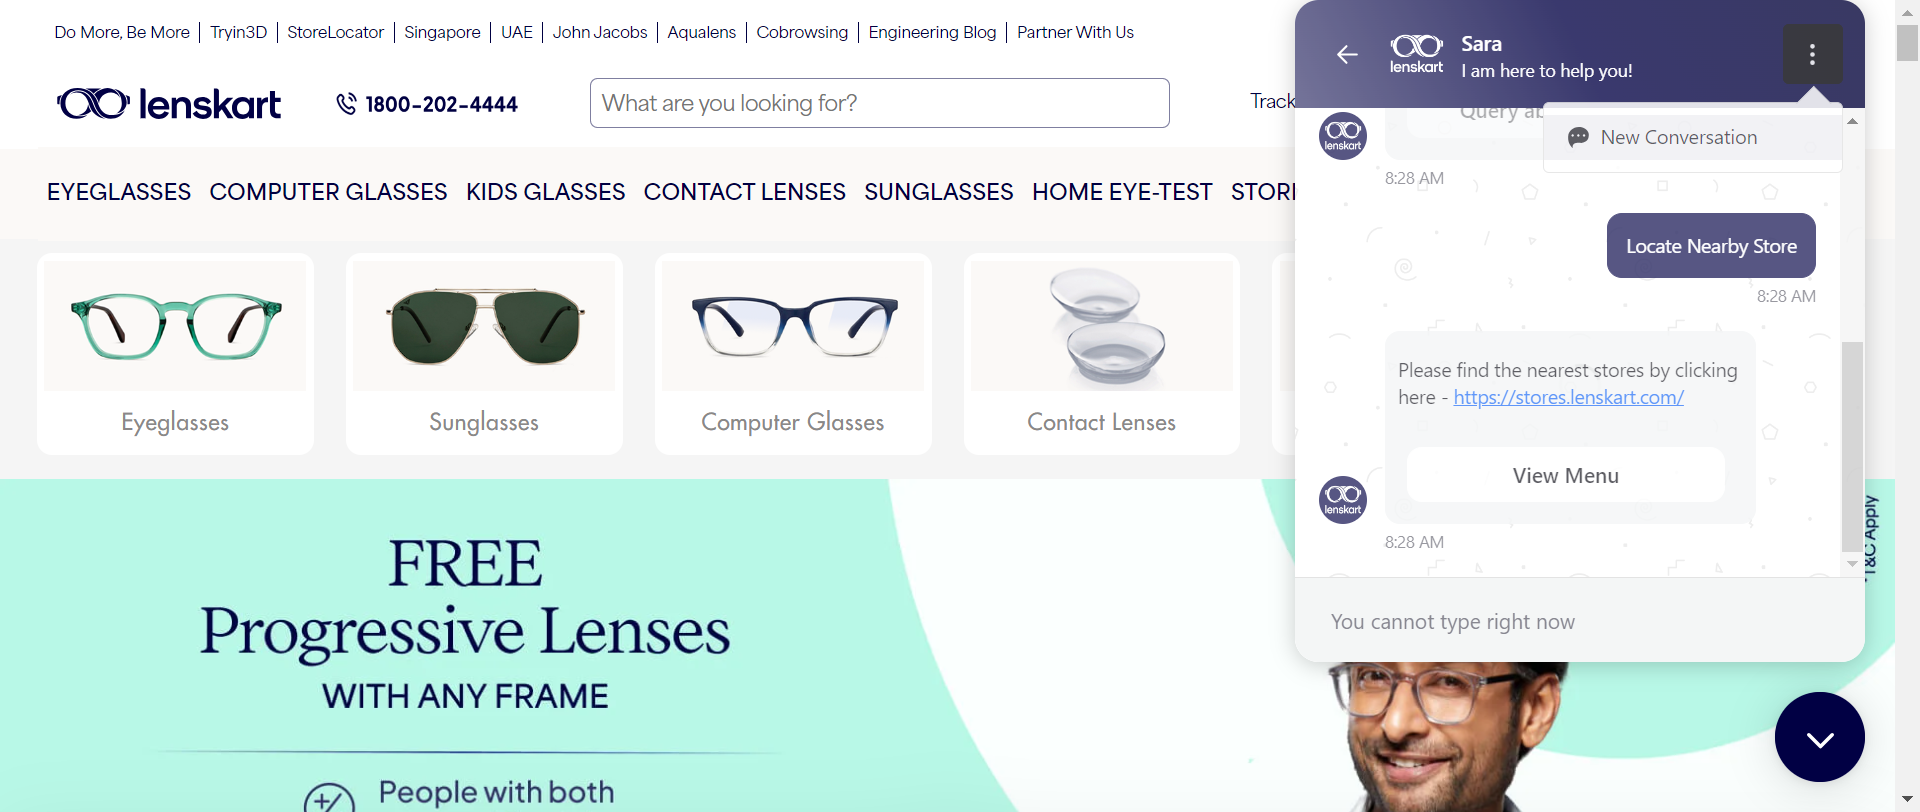 Do More, Be More
Tryin3D
StoreLocator
Singapore
UAE
John Jacobs
Aqualens
Cobrowsing
Engineering Blog
Partner With Us
lenskart
1800-202-4444
What are you looking for?
Track
EYEGLASSES
COMPUTER GLASSES
KIDS GLASSES
CONTACT LENSES
SUNGLASSES
HOME EYE-TEST
Eyeglasses
Sunglasses
Computer Glasses
Contact Lenses
FREE
Progressive Lenses
WITH ANY FRAME
People with both
T&C Apply
lenskart
Sara
I am here to help you!
New Conversation
Query
lenskart
8:28 AM
Locate Nearby Store
8:28 AM
Please find the nearest stores by clicking
here - https://stores.lenskart.com/
View Menu
lenskart
8:28 AM
You cannot type right now